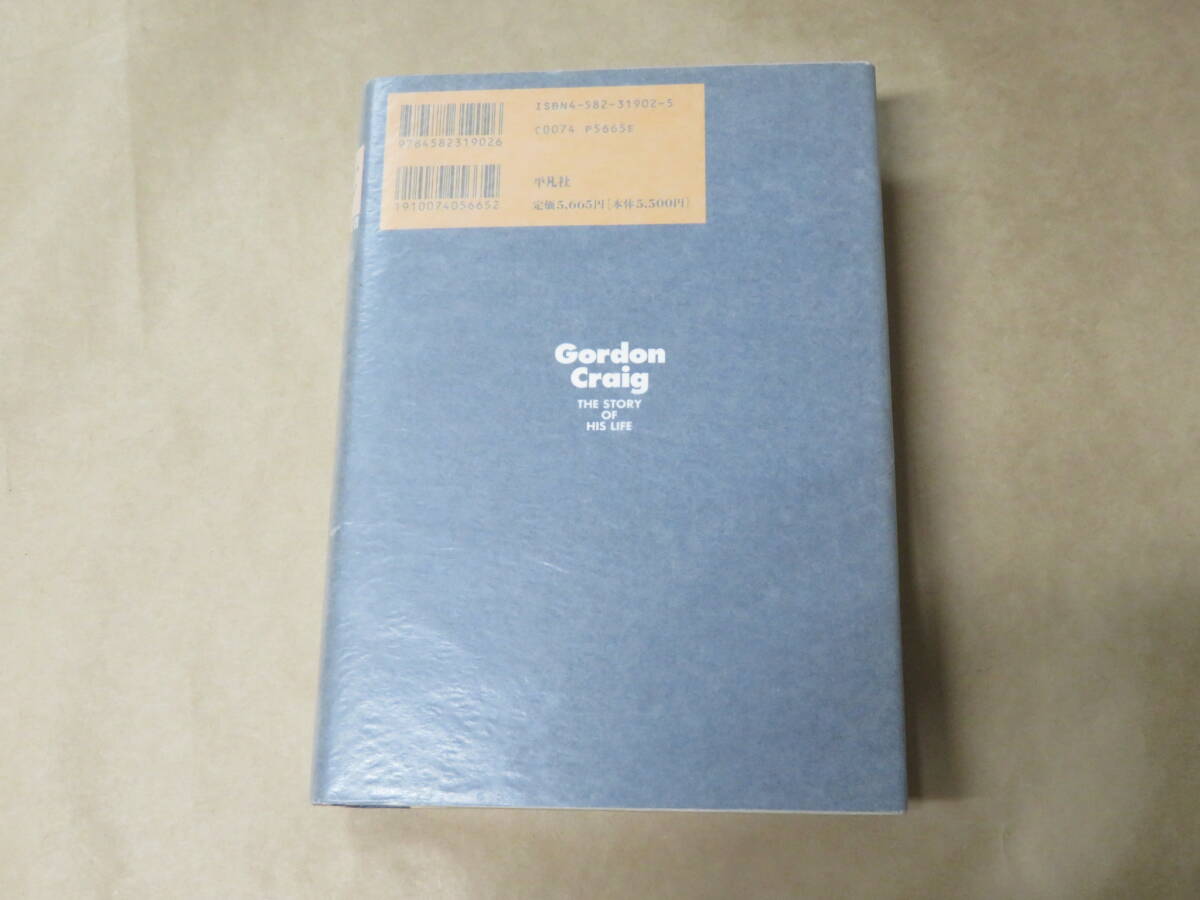 ISBN4-582-31902-5
C0074 P5665E
9784582319026
1910074056652
平凡社
定価5,665円[本体5,500円]
Gordon
Craig
THE STORY
OF
HIS LIFE